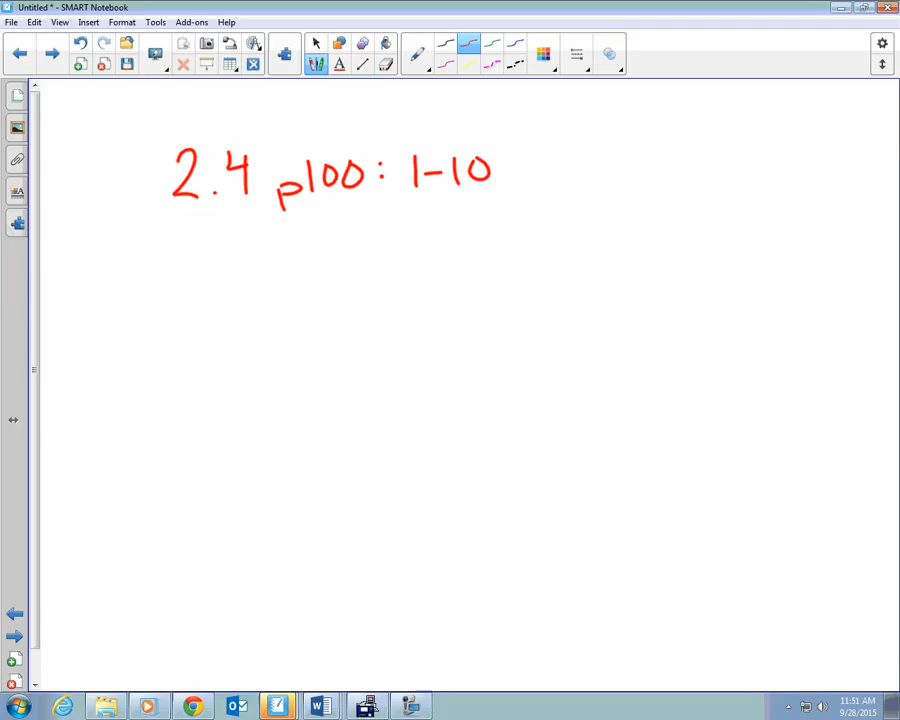 Untitled * - SMART Notebook
File Edit View Insert Format Tools Add-ons Help
2.4 p100: 1-10
11:51 AM
9/28/2015